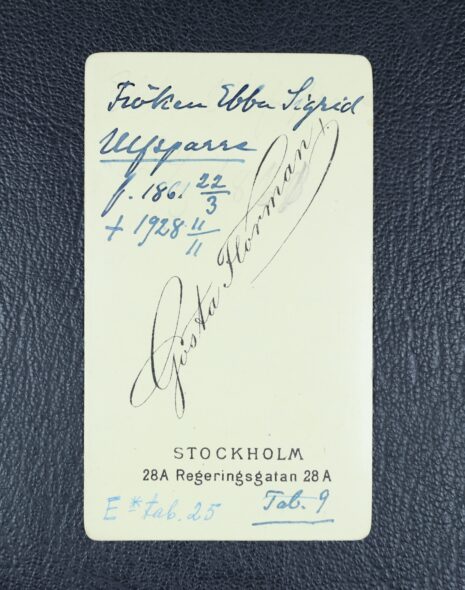 Fröken Ebba Sigrid
Ulfsparre
f. 1861 22/3
† 1928 11/11
Gösta Florman
STOCKHOLM
28A Regeringsgatan 28A
E * tab. 25
Tab. 9